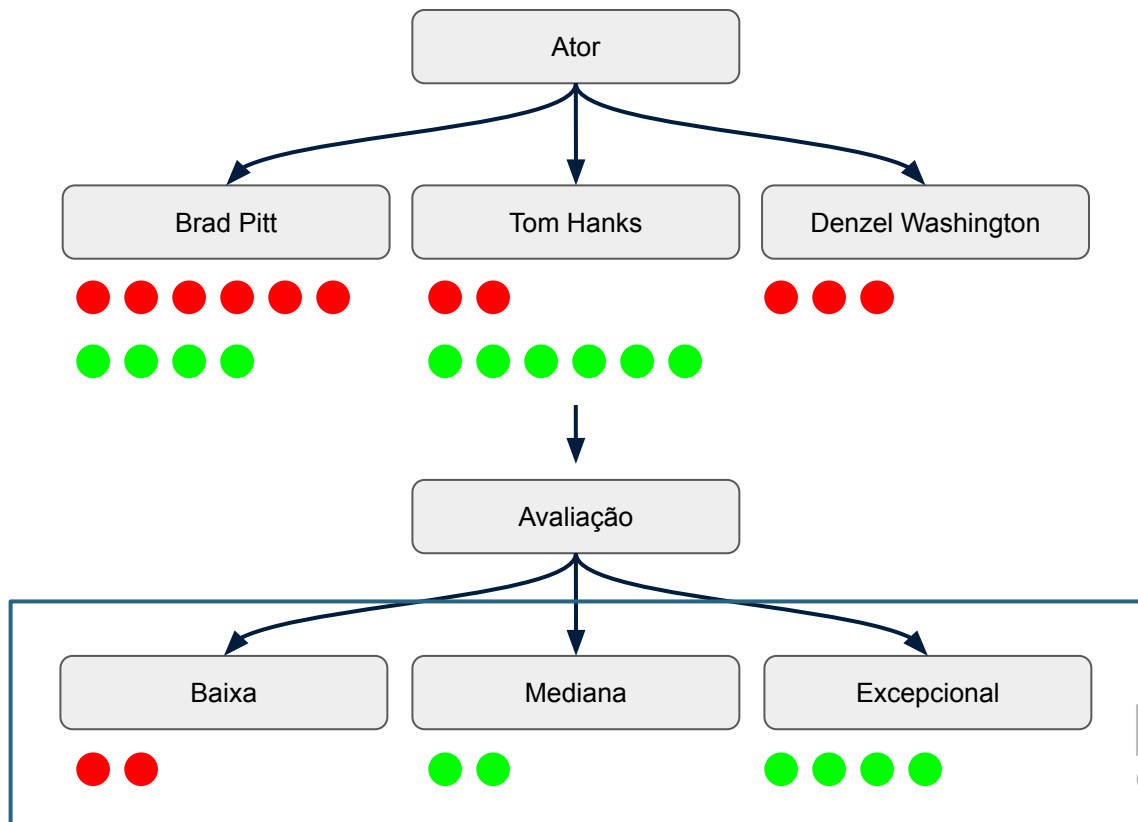 Ator
Brad Pitt
Tom Hanks
Denzel Washington
Avaliação
Baixa
Mediana
Excepcional